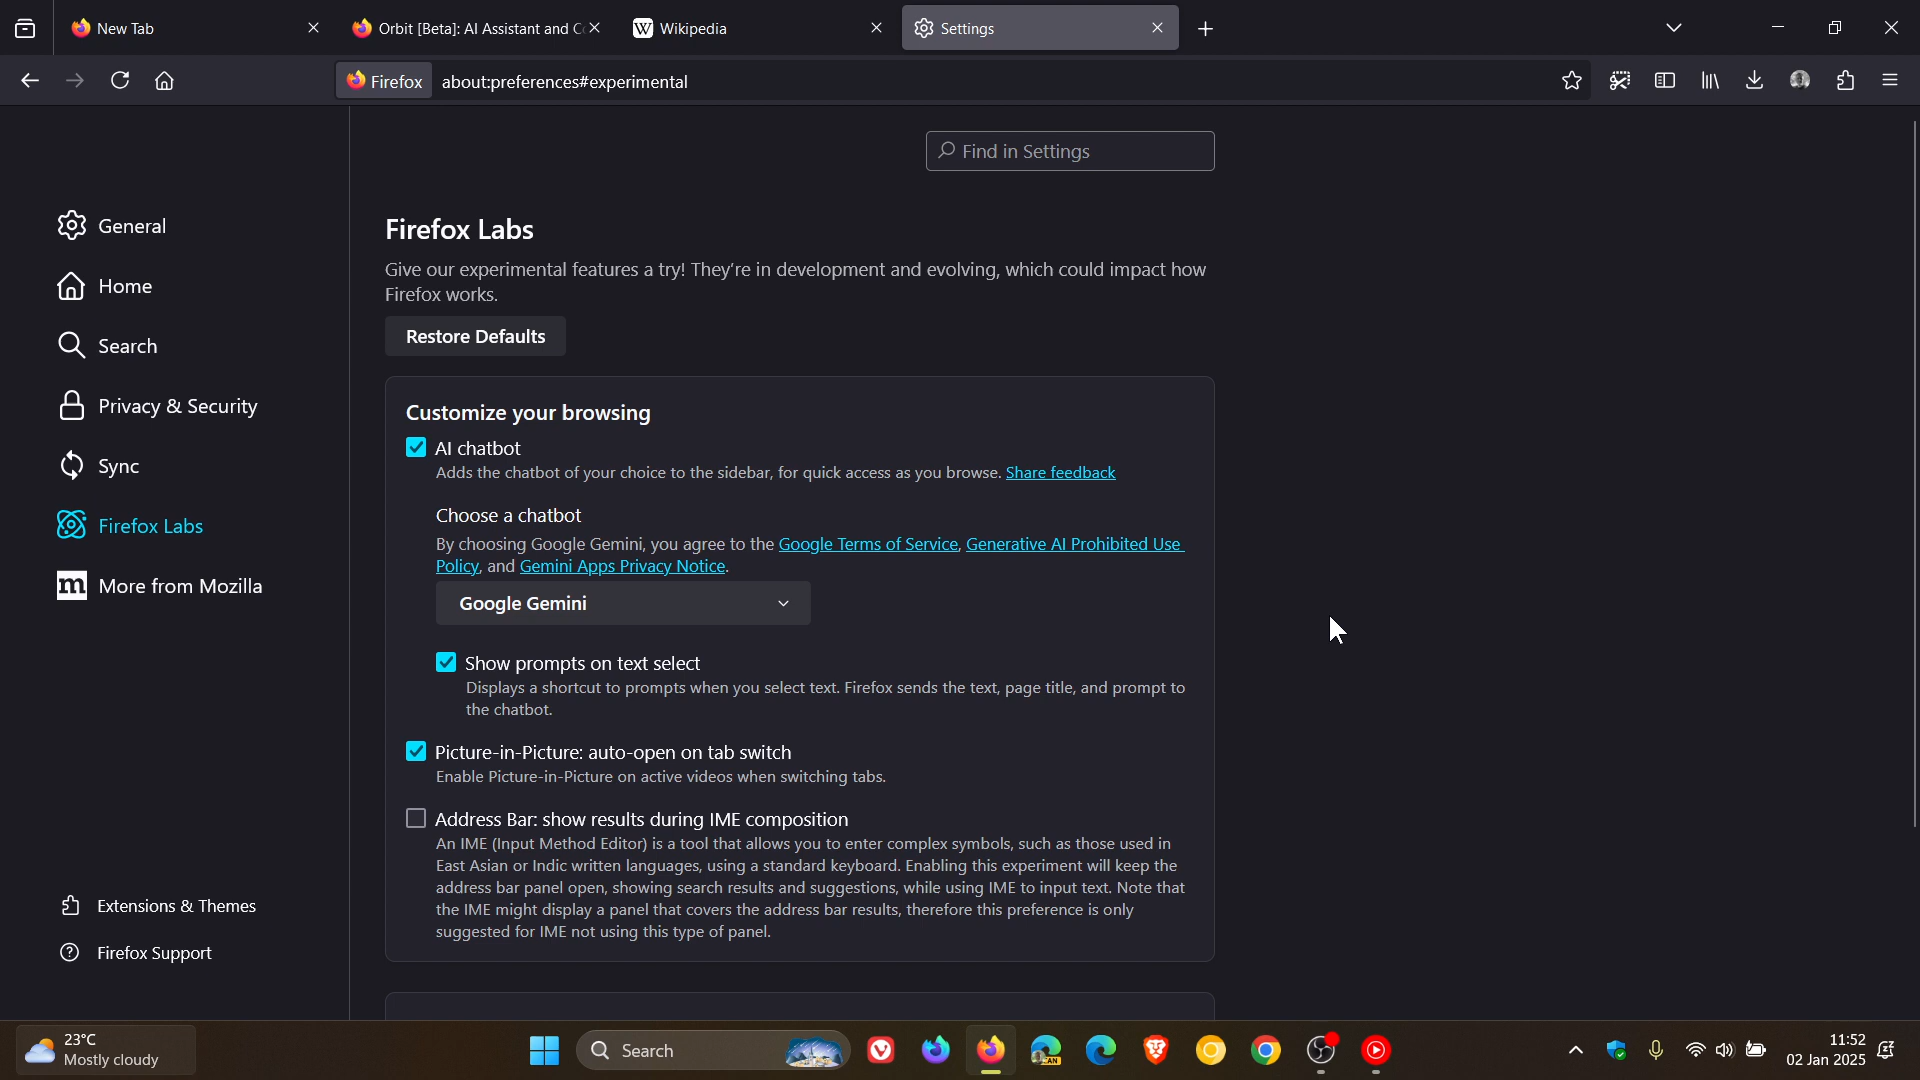 New Tab
Orbit [Beta]: AI Assistant and C
Wikipedia
Settings
Firefox
about:preferences#experimental
Find in Settings
General
Home
Search
Privacy & Security
Sync
Firefox Labs
More from Mozilla
Extensions & Themes
Firefox Support
Firefox Labs
Give our experimental features a try! They're in development and evolving, which could impact how
Firefox works.
Restore Defaults
Customize your browsing
AI chatbot
Adds the chatbot of your choice to the sidebar, for quick access as you browse. Share feedback
Choose a chatbot
By choosing Google Gemini, you agree to the Google Terms of Service, Generative AI Prohibited Use
Policy, and Gemini Apps Privacy Notice.
Google Gemini
Show prompts on text select
Displays a shortcut to prompts when you select text. Firefox sends the text, page title, and prompt to
the chatbot.
Picture-in-Picture: auto-open on tab switch
Enable Picture-in-Picture on active videos when switching tabs.
Address Bar: show results during IME composition
An IME (Input Method Editor) is a tool that allows you to enter complex symbols, such as those used in
East Asian or Indic written languages, using a standard keyboard. Enabling this experiment will keep the
address bar panel open, showing search results and suggestions, while using IME to input text. Note that
the IME might display a panel that covers the address bar results, therefore this preference is only
suggested for IME not using this type of panel.
23°C
Mostly cloudy
Search
CAN
11:52
02 Jan 2025